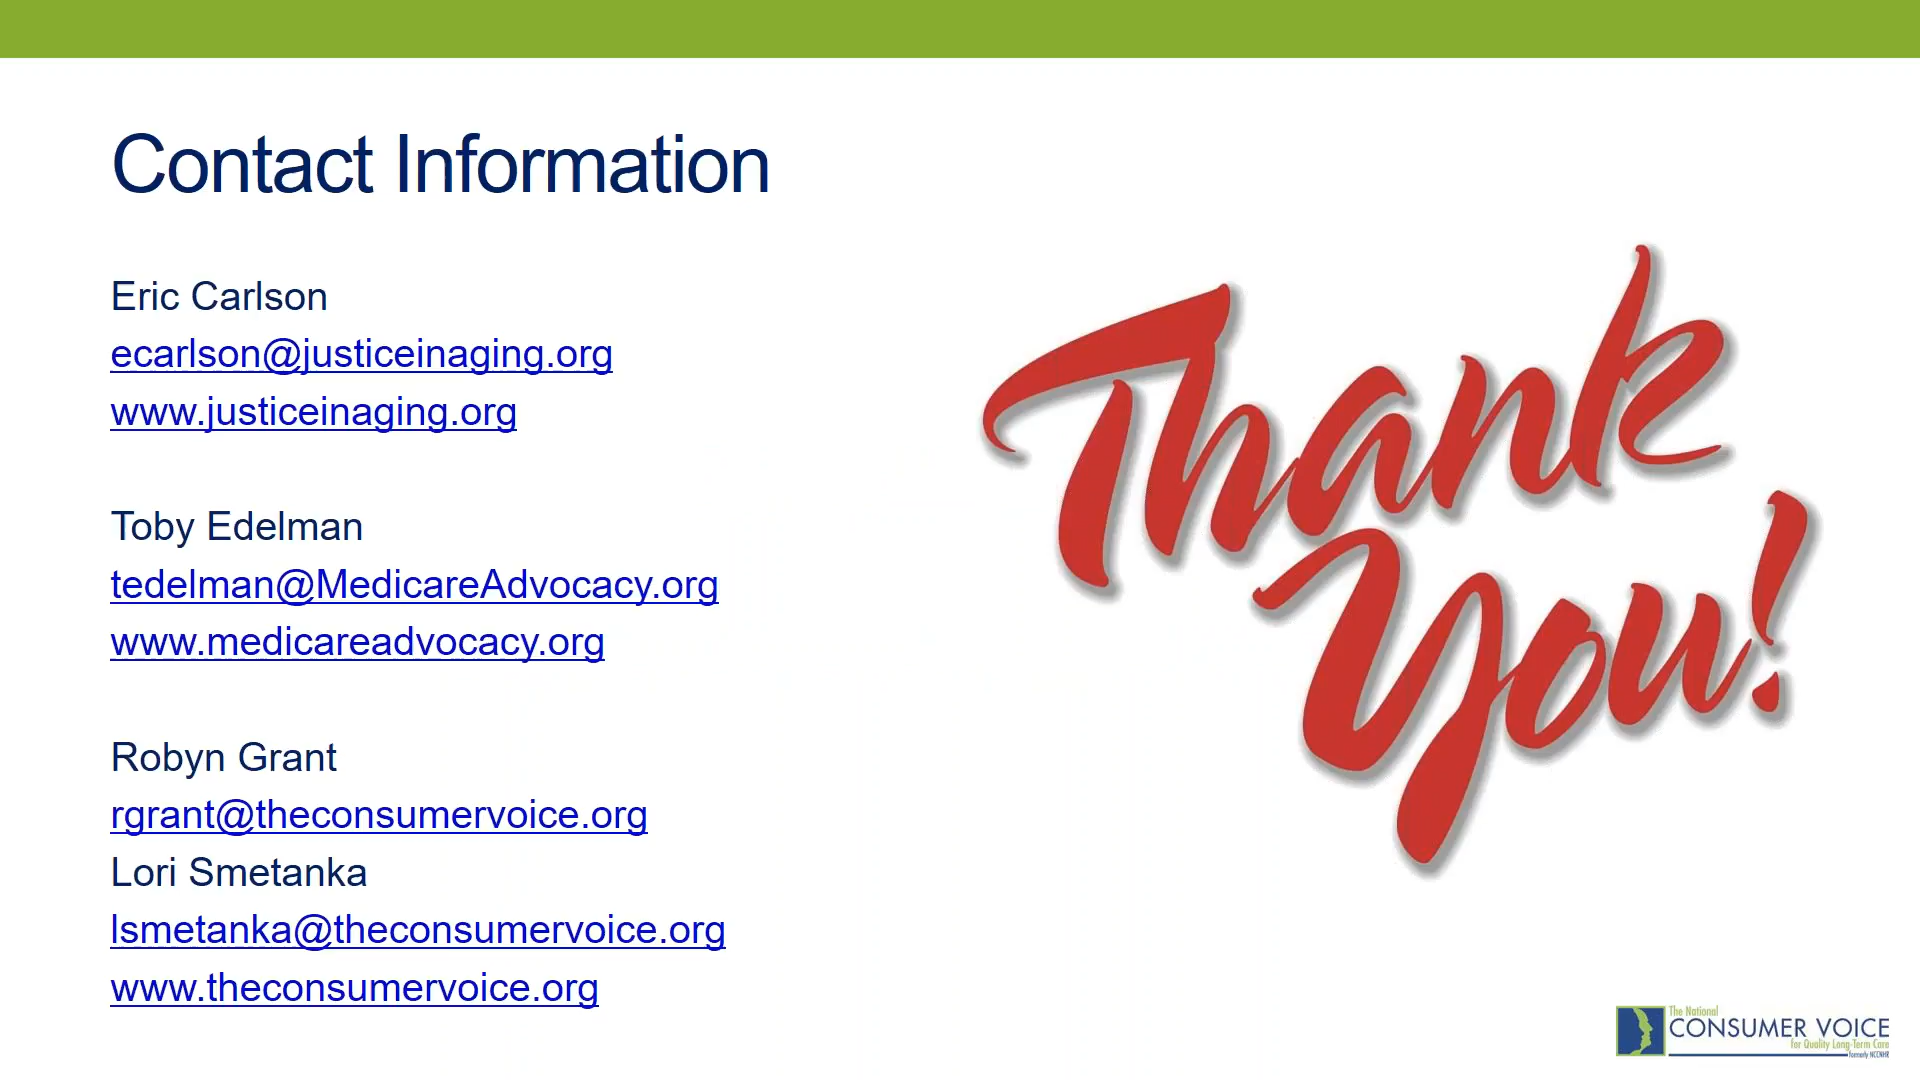 Contact Information
Eric Carlson
ecarlson@justiceinaging.org
www.justiceinaging.org
Toby Edelman
tedelman@MedicareAdvocacy.org
www.medicareadvocacy.org
Robyn Grant
rgrant@theconsumervoice.org
Lori Smetanka
lsmetanka@theconsumervoice.org
www.theconsumervoice.org
Thank
You!
The National
CONSUMER VOICE
for Quality Long-Term Care
formerly NCCNHR